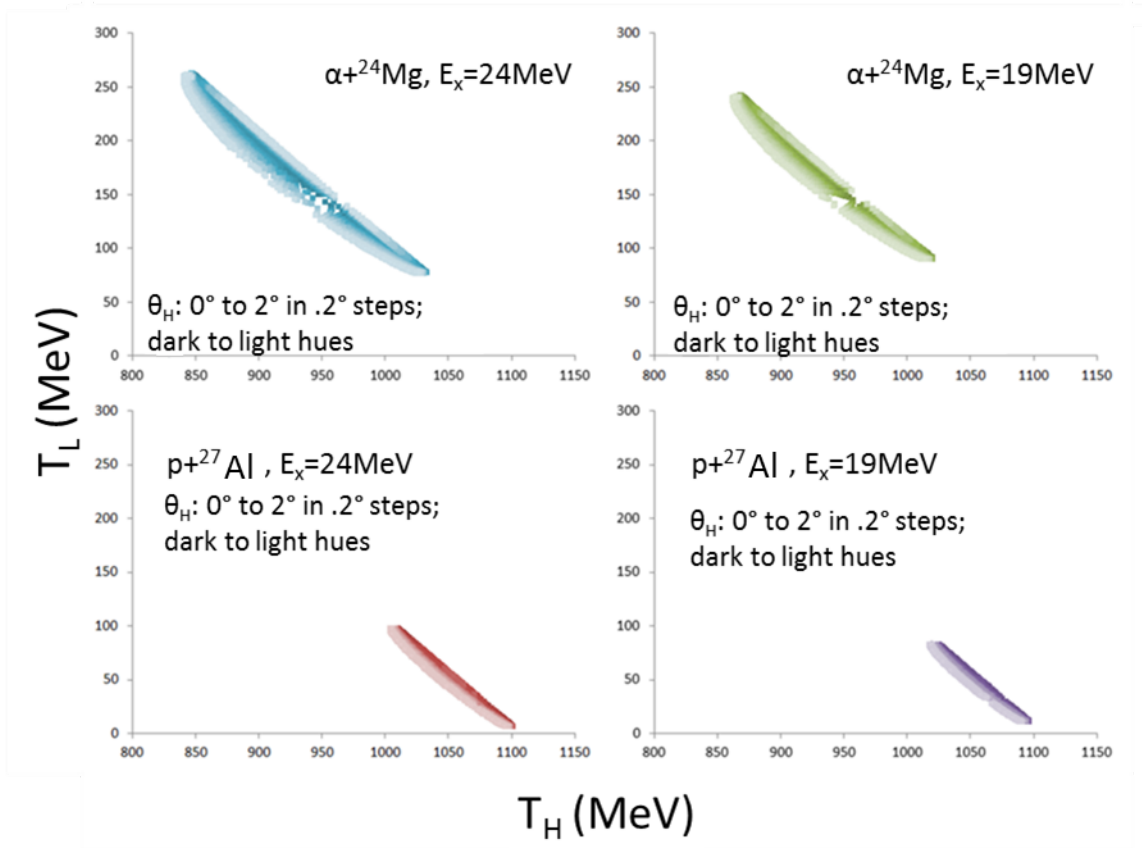 300
250
200
150
100
50
0
800 850 900 950 1000 1050 1100 1150
α+²⁴Mg, Eₓ=24MeV
θ_H: 0° to 2° in .2° steps;
dark to light hues
300
250
200
150
100
50
0
800 850 900 950 1000 1050 1100 1150
α+²⁴Mg, Eₓ=19MeV
θ_H: 0° to 2° in .2° steps;
dark to light hues
T_L (MeV)
300
250
200
150
100
50
0
800 850 900 950 1000 1050 1100 1150
p+²⁷Al , Eₓ=24MeV
θ_H: 0° to 2° in .2° steps;
dark to light hues
300
250
200
150
100
50
0
800 850 900 950 1000 1050 1100 1150
p+²⁷Al , Eₓ=19MeV
θ_H: 0° to 2° in .2° steps;
dark to light hues
T_H (MeV)